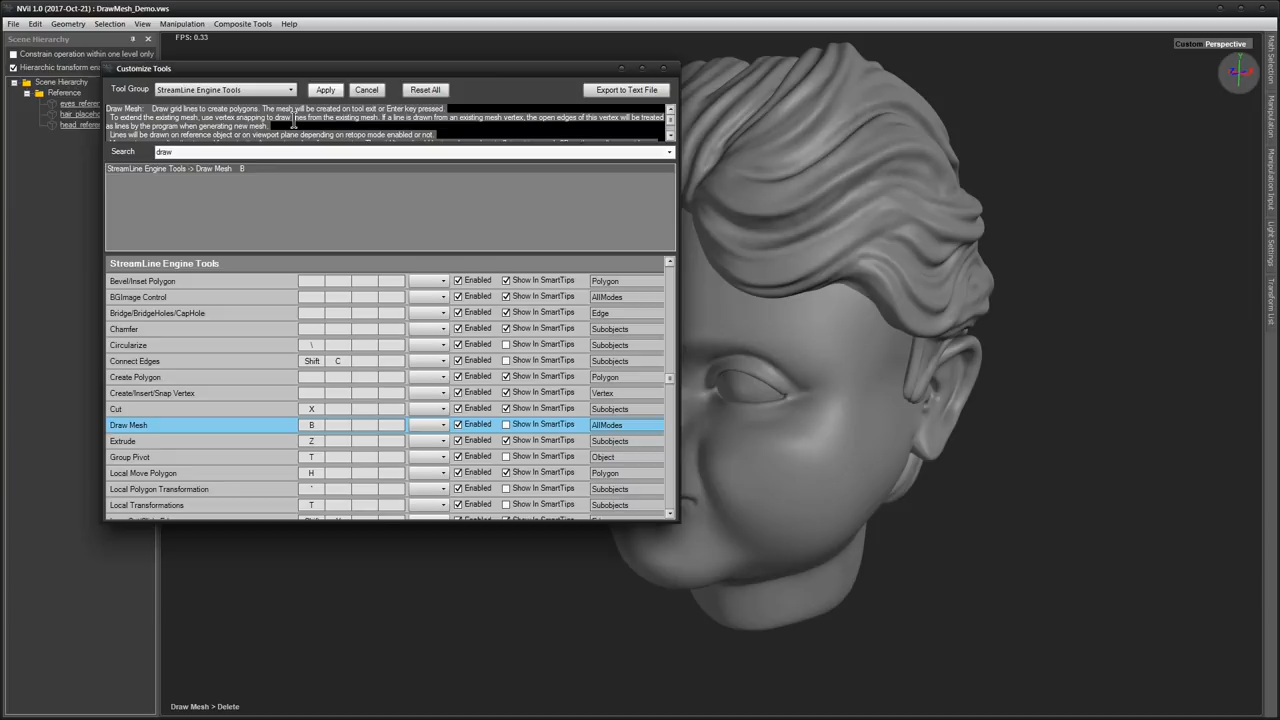 NVil 1.0 (2017-Oct-21) : DrawMesh_Demo.vws
File Edit Geometry Selection View Manipulation Composite Tools Help
Scene Hierarchy
FPS: 0.33
Custom Perspective
Constrain operation within one level only
Hierarchic transform en
Scene Hierarchy
Reference
eyes_refere
hair_placeho
head_refere
Customize Tools
Tool Group StreamLine Engine Tools Apply Cancel Reset All Export to Text File
Draw Mesh: Draw grid lines to create polygons. The mesh will be created on tool exit or Enter key pressed.
To extend the existing mesh, use vertex snapping to draw lines from the existing mesh. If a line is drawn from an existing mesh vertex, the open edges of this vertex will be treated
as lines by the program when generating new mesh.
Lines will be drawn on reference object or on viewport plane depending on retopo mode enabled or not.
Search draw
StreamLine Engine Tools -> Draw Mesh B
StreamLine Engine Tools
Bevel/Inset Polygon Enabled Show In SmartTips Polygon
BGImage Control Enabled Show In SmartTips AllModes
Bridge/BridgeHoles/CapHole Enabled Show In SmartTips Edge
Chamfer Enabled Show In SmartTips Subobjects
Circularize \ Enabled Show In SmartTips Subobjects
Connect Edges Shift C Enabled Show In SmartTips Subobjects
Create Polygon Enabled Show In SmartTips Polygon
Create/Insert/Snap Vertex Enabled Show In SmartTips Vertex
Cut X Enabled Show In SmartTips Subobjects
Draw Mesh B Enabled Show In SmartTips AllModes
Extrude Z Enabled Show In SmartTips Subobjects
Group Pivot T Enabled Show In SmartTips Object
Local Move Polygon H Enabled Show In SmartTips Polygon
Local Polygon Transformation ` Enabled Show In SmartTips Subobjects
Local Transformations T Enabled Show In SmartTips Subobjects
Math Selection
Manipulation
Manipulation Input
Light Settings
Transform List
Draw Mesh > Delete